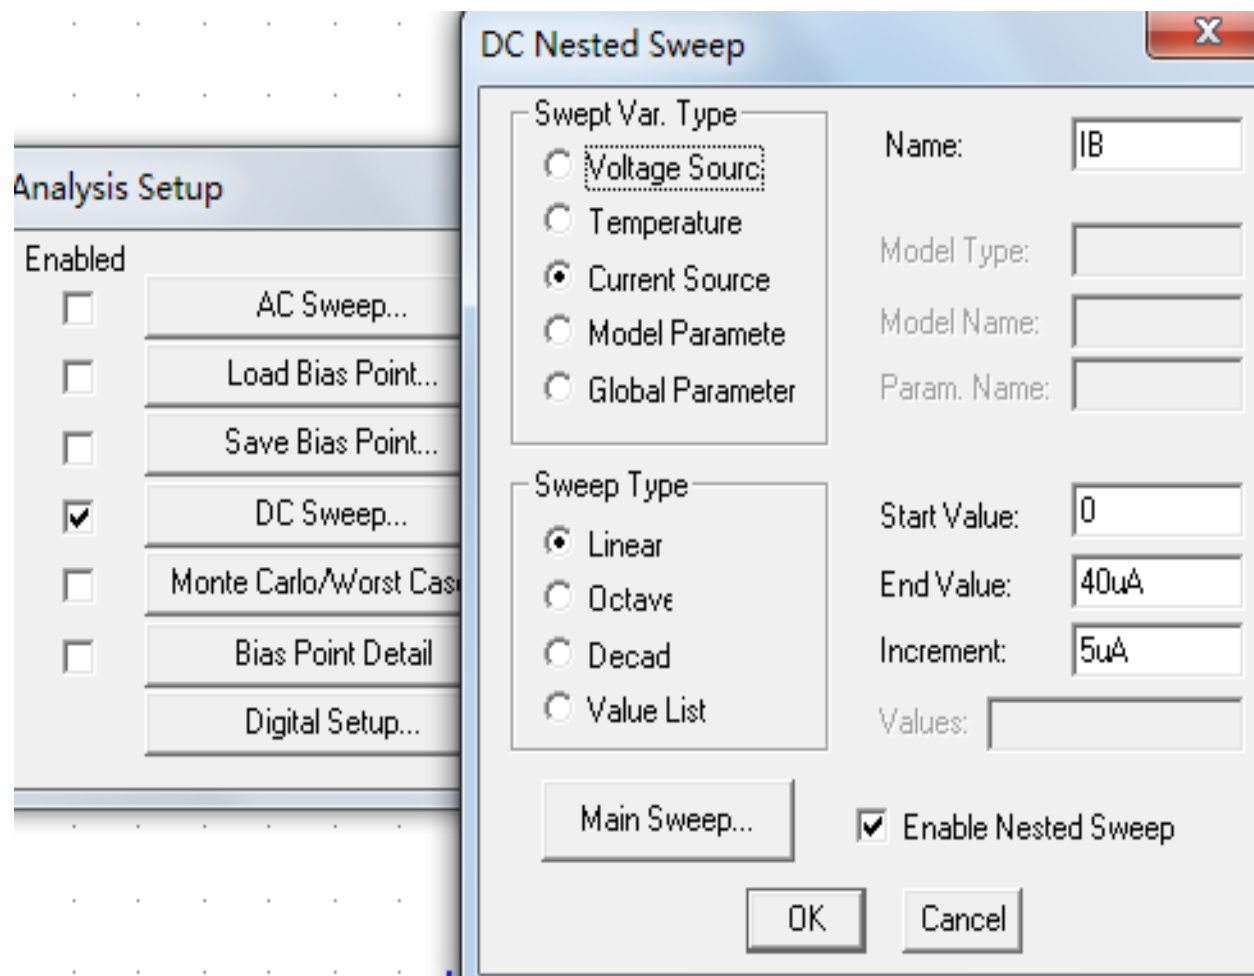 Analysis Setup
Enabled
AC Sweep...
Load Bias Point...
Save Bias Point...
DC Sweep...
Monte Carlo/Worst Cas
Bias Point Detail
Digital Setup...
DC Nested Sweep
Swept Var. Type
Voltage Sourc
Temperature
Current Source
Model Paramete
Global Parameter
Name: IB
Model Type:
Model Name:
Param. Name:
Sweep Type
Linear
Octave
Decad
Value List
Start Value: 0
End Value: 40uA
Increment: 5uA
Values:
Main Sweep...
Enable Nested Sweep
OK
Cancel